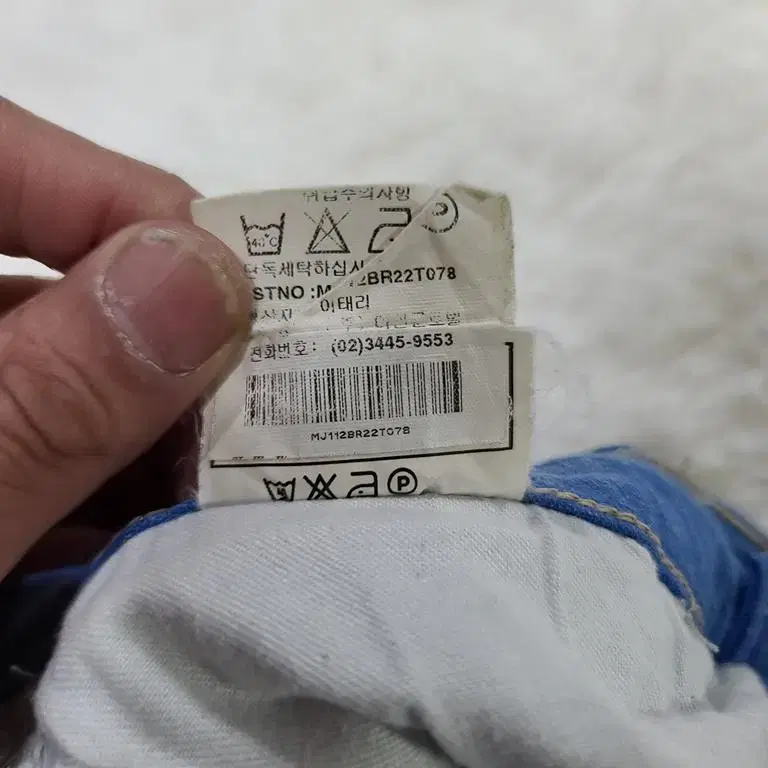 취급주의사항
40°C
단독세탁하십시
STNO :M 12BR22T078
이태리
전화번호: (02)3445-9553
MJ112BR22T078
P